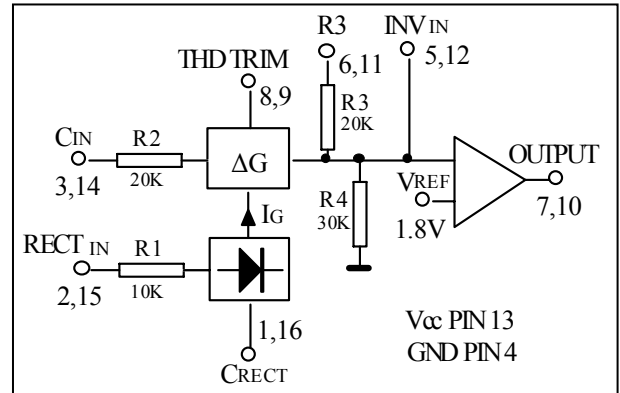 R3
INV IN
THD TRIM
6,11
5,12
8,9
R3
20K
CIN
R2
3,14
20K
ΔG
OUTPUT
VREF
7,10
1.8V
R4
30K
IG
RECT IN
R1
2,15
10K
1,16
CRECT
Vcc PIN 13
GND PIN 4